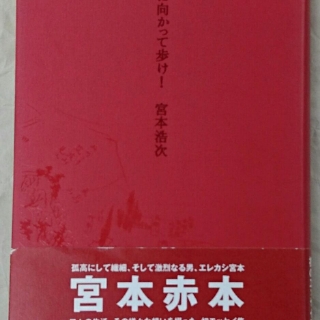 向かって歩け！ 宮本浩次
孤高にして繊細、そして激烈なる男、エレカシ宮本
宮本赤本